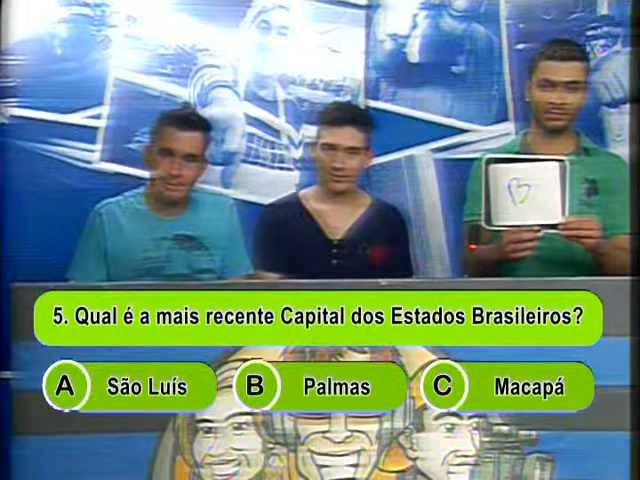 5. Qual é a mais recente Capital dos Estados Brasileiros?
A São Luís
B Palmas
C Macapá